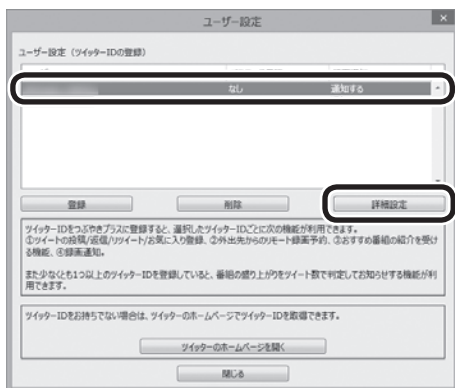 ユーザー設定
ユーザー設定（ツイッターIDの登録）
なし 通知する
登録 削除 詳細設定
ツイッターIDをつぶやきプラスに登録すると、選択したツイッターIDごとに次の機能が利用できます。
①ツイートの投稿/返信/リツイート/お気に入り登録、②外出先からのリモート録画予約、③おすすめ番組の紹介を受け
る機能、④録画通知。
また少なくとも1つ以上のツイッターIDを登録していると、番組の盛り上がりをツイート数で判定してお知らせする機能が利
用できます。
ツイッターIDをお持ちでない場合は、ツイッターのホームページでツイッターIDを取得できます。
ツイッターのホームページを開く
閉じる